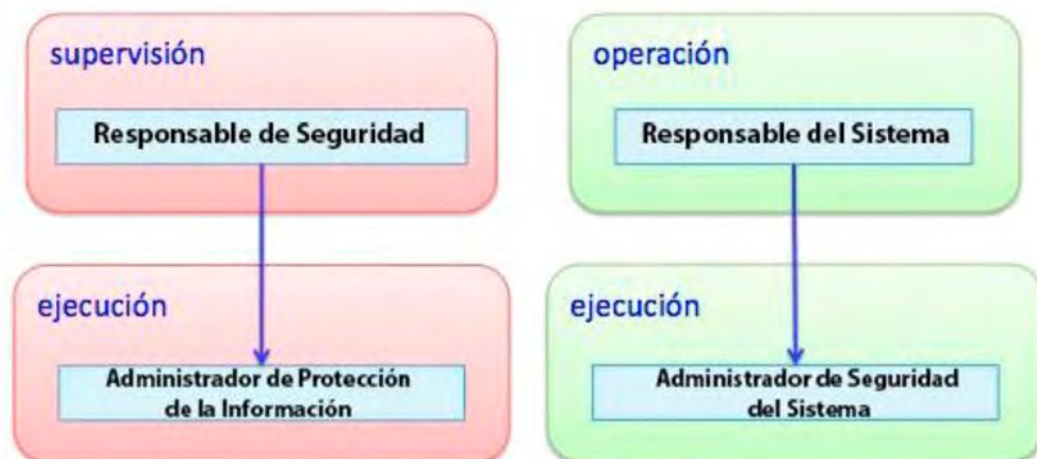 supervisión
Responsable de Seguridad
ejecución
Administrador de Protección
de la Información
operación
Responsable del Sistema
ejecución
Administrador de Seguridad
del Sistema